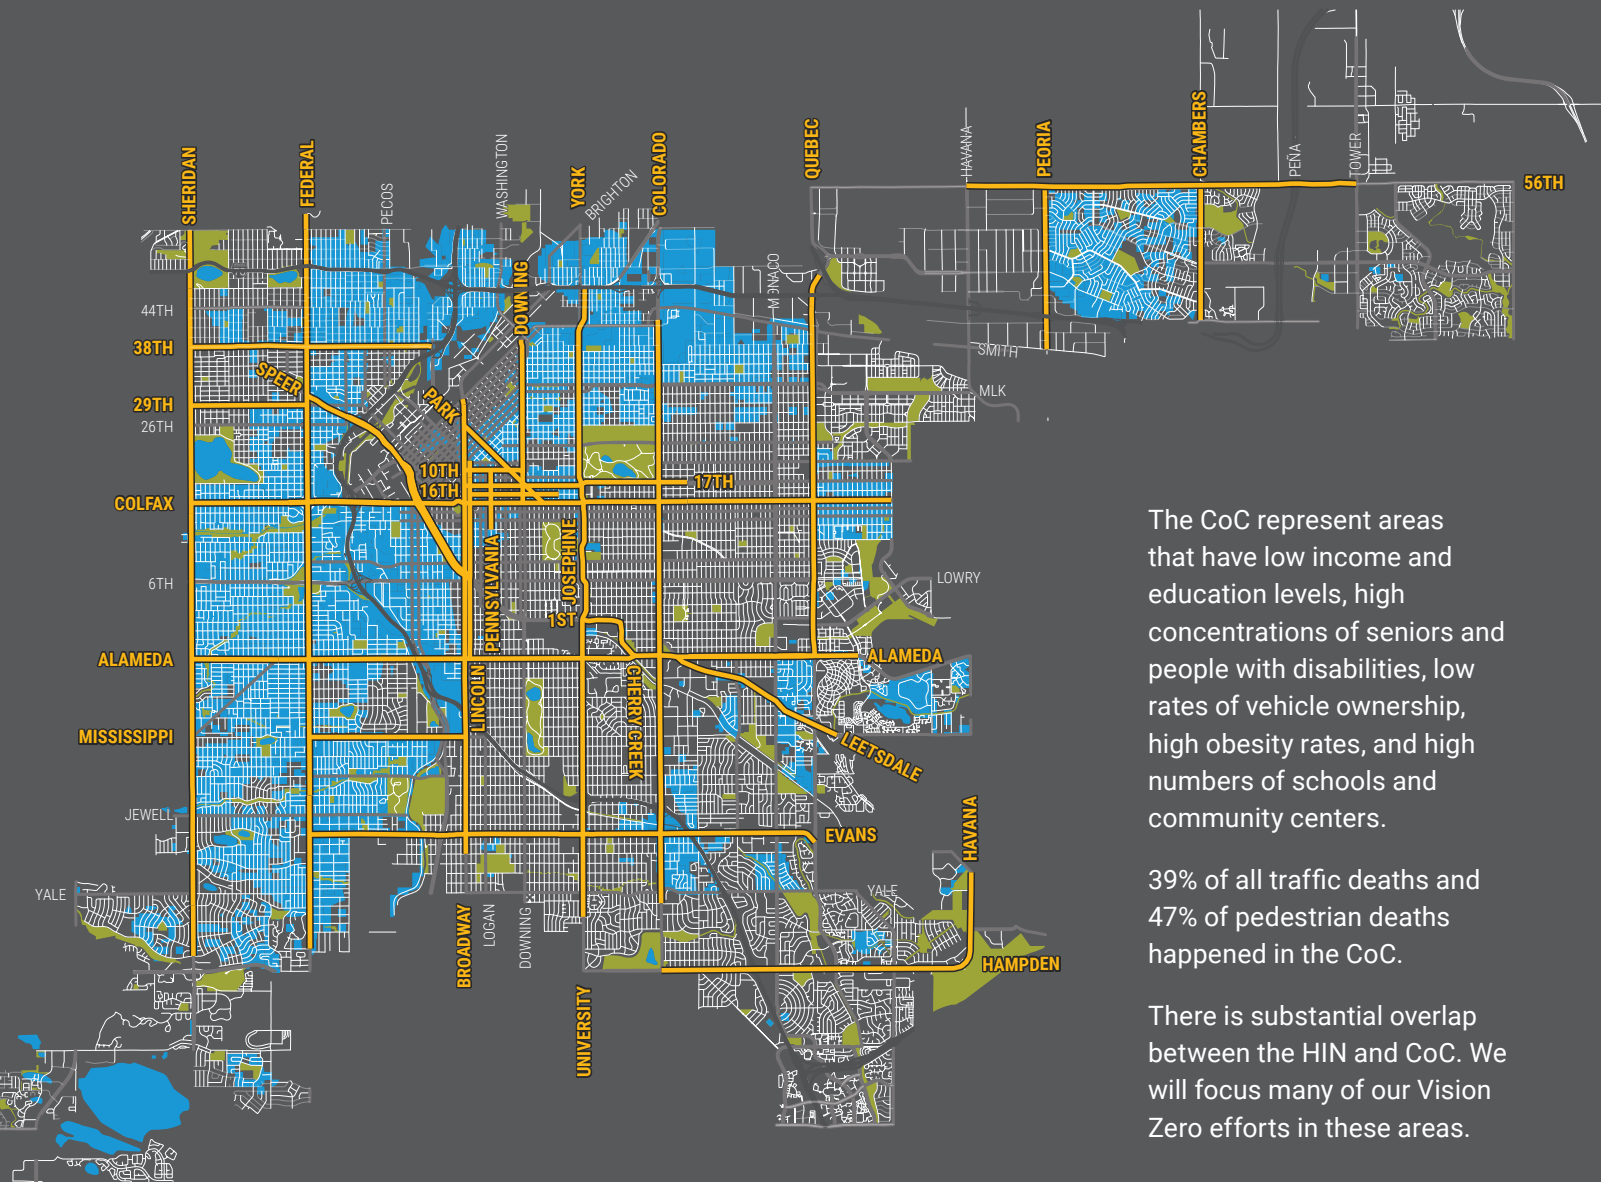 SHERIDAN
FEDERAL
PECOS
WASHINGTON
YORK
BRIGHTON
COLORADO
QUEBEC
HAVANA
PEORIA
CHAMBERS
PEÑA
TOWER
56TH
44TH
38TH
SPEER
29TH
26TH
PARK
DOWNING
MONACO
SMITH
MLK
10TH
16TH
17TH
COLFAX
6TH
PENNSYLVANIA
JOSEPHINE
1ST
LOWRY
ALAMEDA
ALAMEDA
LINCOLN
CHERRY CREEK
MISSISSIPPI
LEETSDALE
JEWELL
EVANS
HAVANA
YALE
YALE
BROADWAY
LOGAN
DOWNING
UNIVERSITY
HAMPDEN
The CoC represent areas
that have low income and
education levels, high
concentrations of seniors and
people with disabilities, low
rates of vehicle ownership,
high obesity rates, and high
numbers of schools and
community centers.
39% of all traffic deaths and
47% of pedestrian deaths
happened in the CoC.
There is substantial overlap
between the HIN and CoC. We
will focus many of our Vision
Zero efforts in these areas.